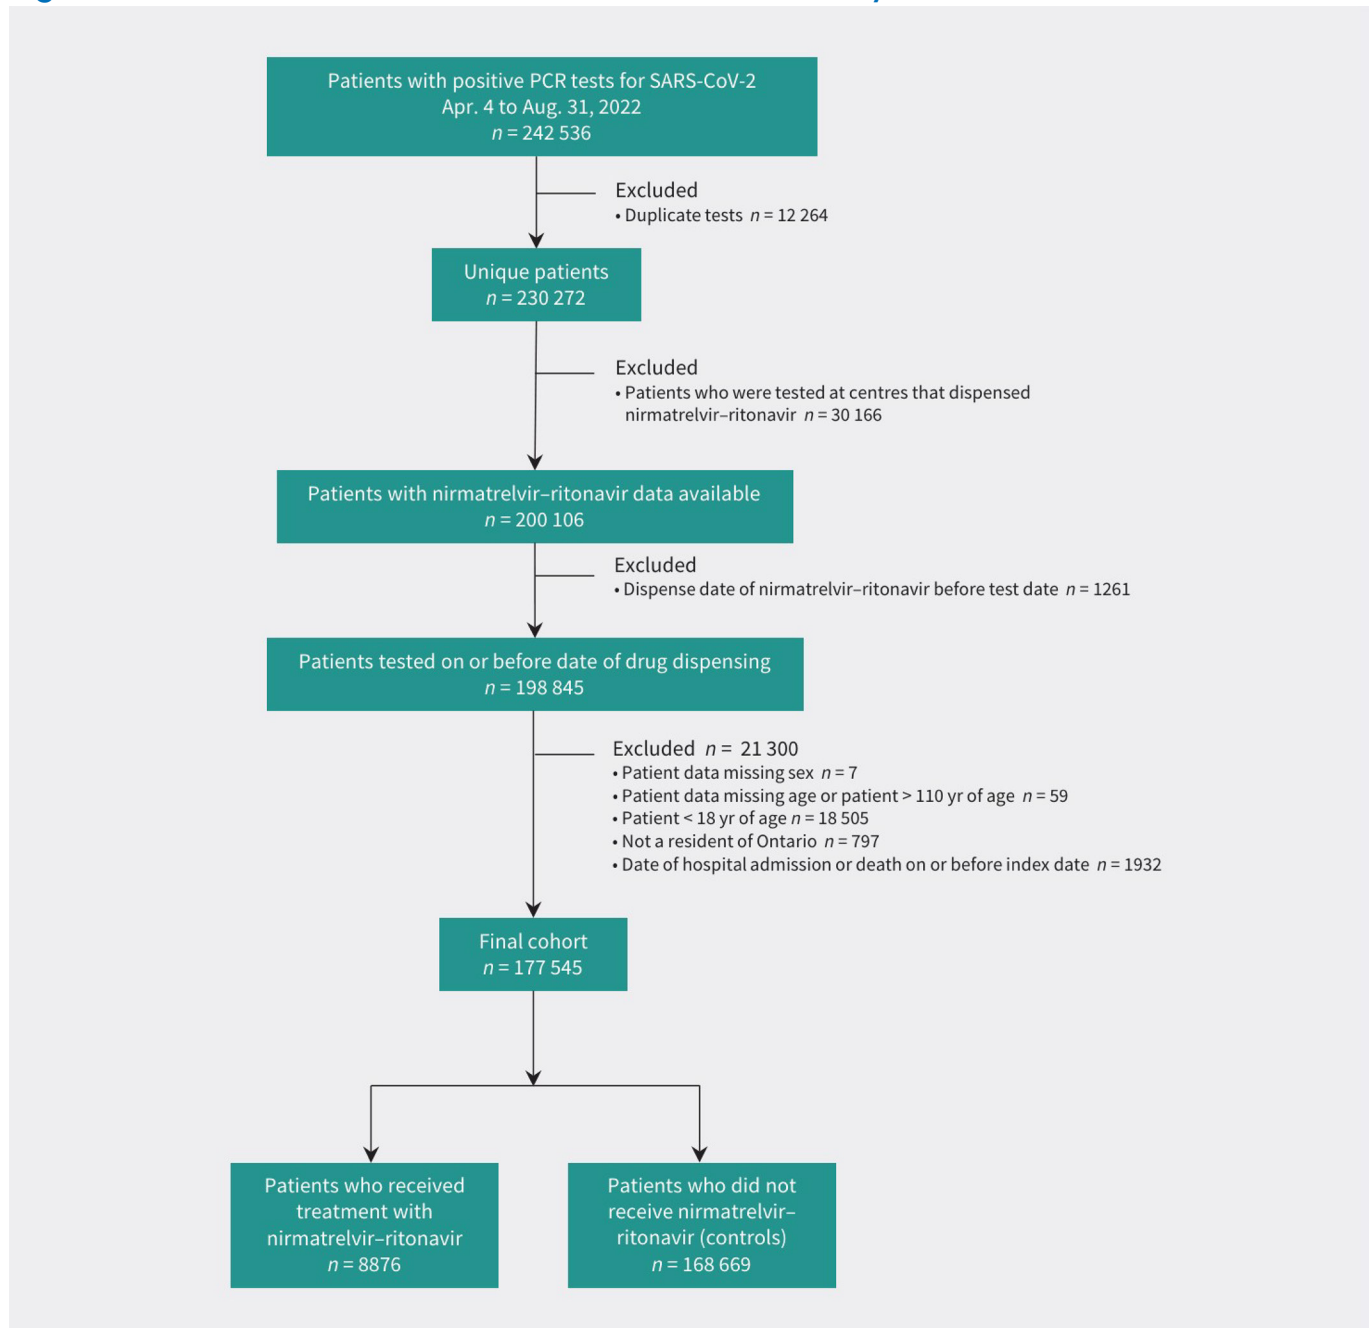 Patients with positive PCR tests for SARS-CoV-2
Apr. 4 to Aug. 31, 2022
n = 242 536
Excluded
• Duplicate tests n = 12 264
Unique patients
n = 230 272
Excluded
• Patients who were tested at centres that dispensed
nirmatrelvir–ritonavir n = 30 166
Patients with nirmatrelvir–ritonavir data available
n = 200 106
Excluded
• Dispense date of nirmatrelvir–ritonavir before test date n = 1261
Patients tested on or before date of drug dispensing
n = 198 845
Excluded n = 21 300
• Patient data missing sex n = 7
• Patient data missing age or patient > 110 yr of age n = 59
• Patient < 18 yr of age n = 18 505
• Not a resident of Ontario n = 797
• Date of hospital admission or death on or before index date n = 1932
Final cohort
n = 177 545
Patients who received
treatment with
nirmatrelvir–ritonavir
n = 8876
Patients who did not
receive nirmatrelvir–
ritonavir (controls)
n = 168 669